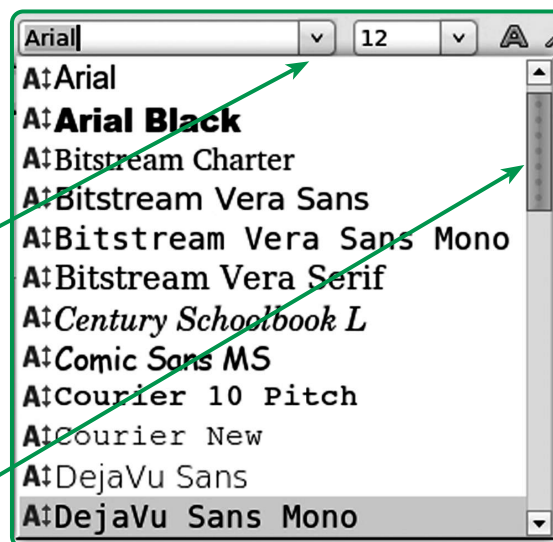 Arial 12 A
A↕Arial
A↕Arial Black
A↕Bitstream Charter
A↕Bitstream Vera Sans
A↕Bitstream Vera Sans Mono
A↕Bitstream Vera Serif
A↕Century Schoolbook L
A↕Comic Sans MS
A↕Courier 10 Pitch
A↕Courier New
A↕DejaVu Sans
A↕DejaVu Sans Mono